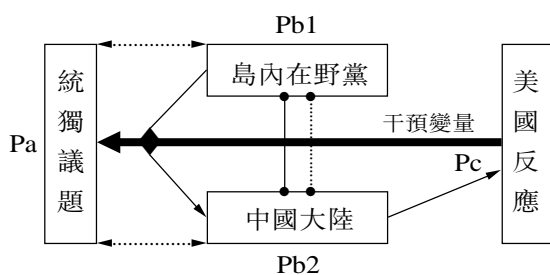 Pb1
統獨議題
島內在野黨
美國反應
干預變量
Pa
Pc
中國大陸
Pb2